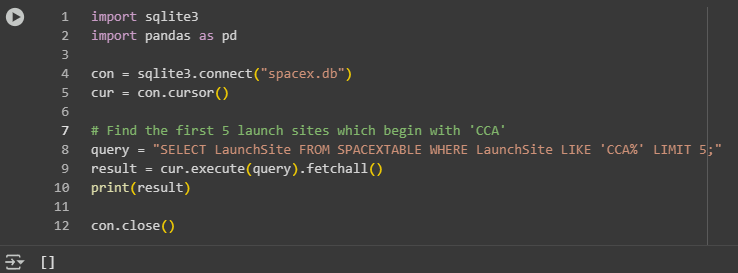 1 import sqlite3
2 import pandas as pd
3
4 con = sqlite3.connect("spacex.db")
5 cur = con.cursor()
6
7 # Find the first 5 launch sites which begin with 'CCA'
8 query = "SELECT LaunchSite FROM SPACEXTABLE WHERE LaunchSite LIKE 'CCA%' LIMIT 5;"
9 result = cur.execute(query).fetchall()
10 print(result)
11
12 con.close()
[]